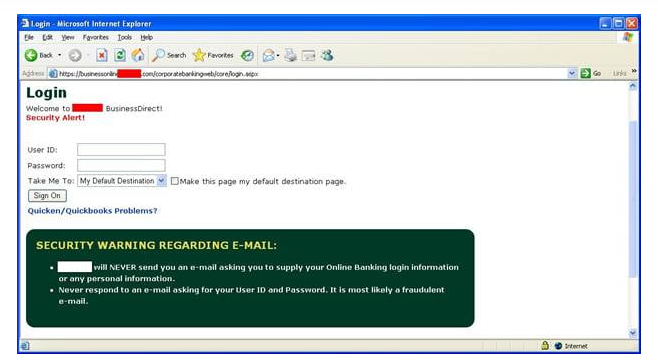 Login - Microsoft Internet Explorer
File Edit View Favorites Tools Help
Back Search Favorites
Address https://businessonlin .com/corporatebankingweb/core/login.aspx Go Links »
Login
Welcome to BusinessDirect!
Security Alert!
User ID:
Password:
Take Me To: My Default Destination Make this page my default destination page.
Sign On
Quicken/Quickbooks Problems?
SECURITY WARNING REGARDING E-MAIL:
• will NEVER send you an e-mail asking you to supply your Online Banking login information
or any personal information.
• Never respond to an e-mail asking for your User ID and Password. It is most likely a fraudulent
e-mail.
Internet